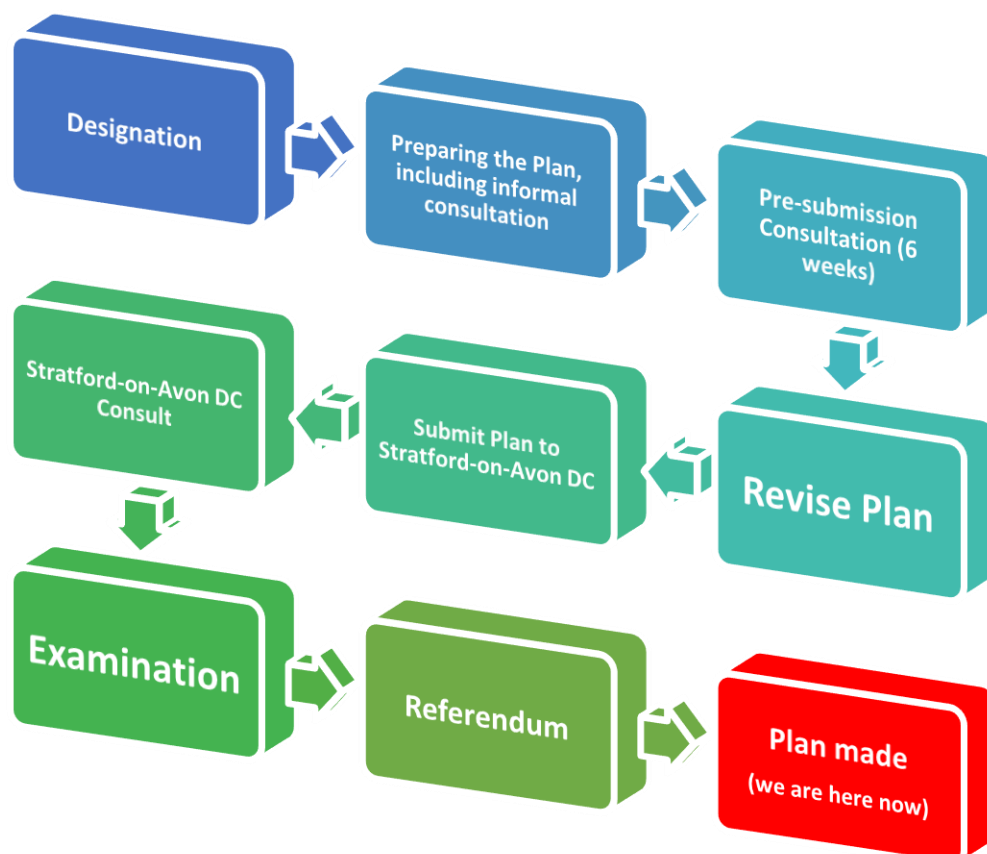 Designation
Preparing the Plan,
including informal
consultation
Pre-submission
Consultation (6
weeks)
Revise Plan
Submit Plan to
Stratford-on-Avon DC
Stratford-on-Avon DC
Consult
Examination
Referendum
Plan made
(we are here now)